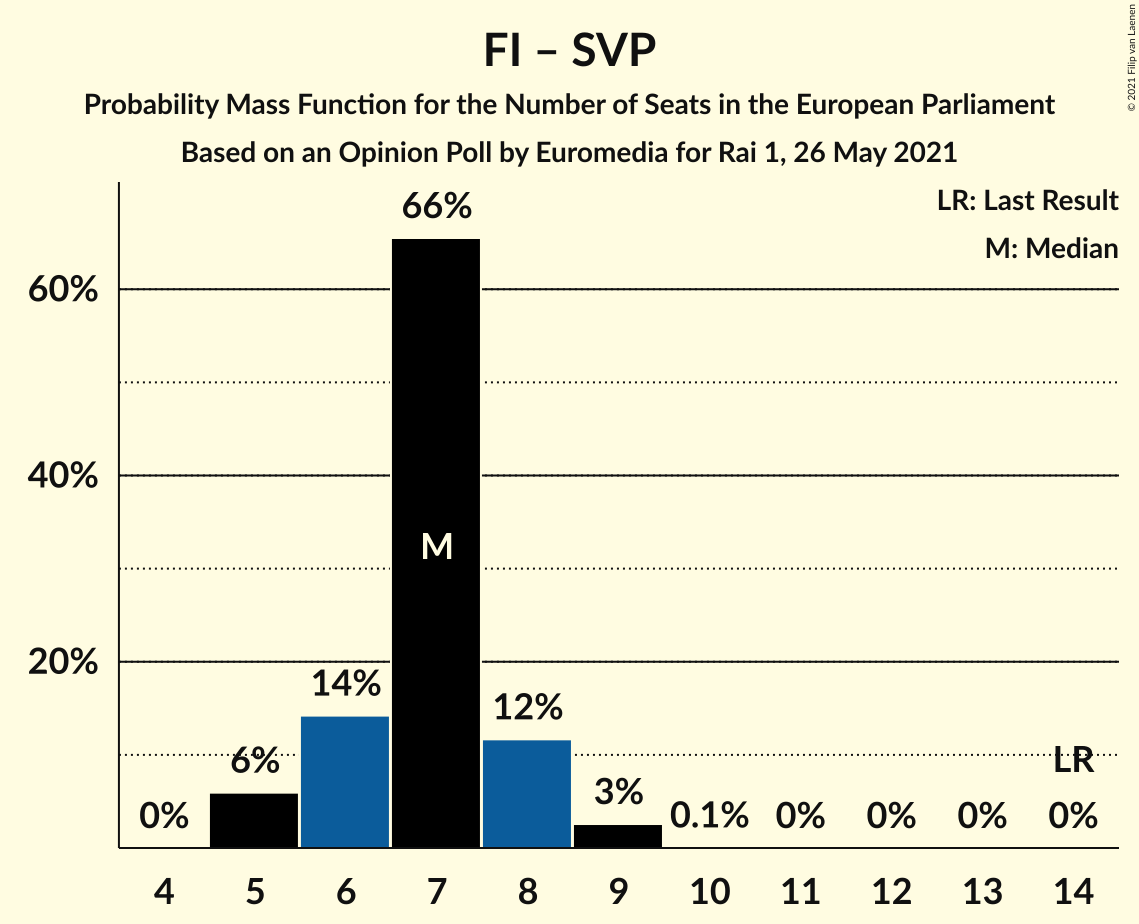 FI – SVP
Probability Mass Function for the Number of Seats in the European Parliament
Based on an Opinion Poll by Euromedia for Rai 1, 26 May 2021
© 2021 Filip van Laenen
LR: Last Result
M: Median
66%
60%
40%
M
20%
14%
12%
6%
LR
3%
0%
0.1%
0%
0%
0%
0%
4 5 6 7 8 9 10 11 12 13 14